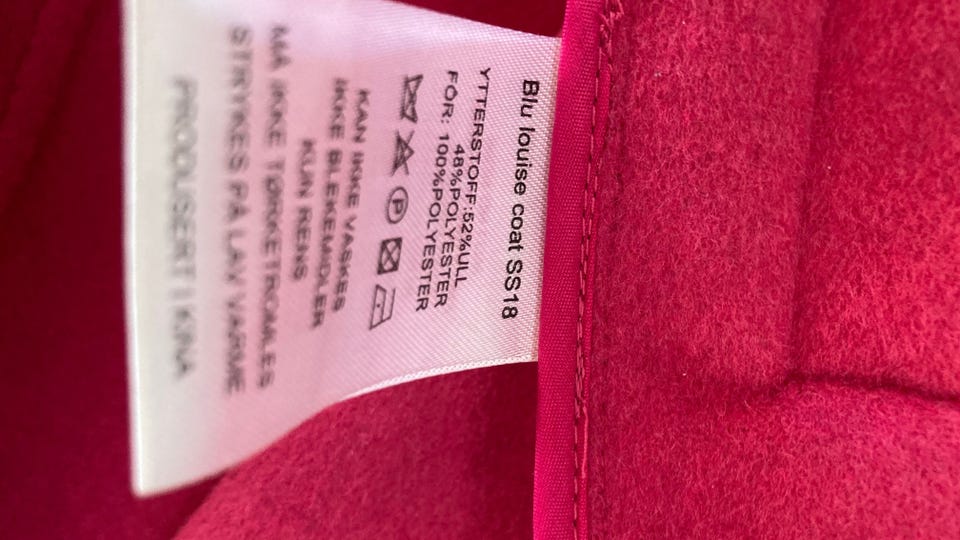 Blu louise coat SS18
YTTERSTOFF:52%ULL
48%POLYESTER
FÓR: 100%POLYESTER
KAN IKKE VASKES
IKKE BLEKEMIDLER
KUN RENS
MÅ IKKE TØRKETROMLES
STRYKES PÅ LAV VARME
PRODUSERT I KINA